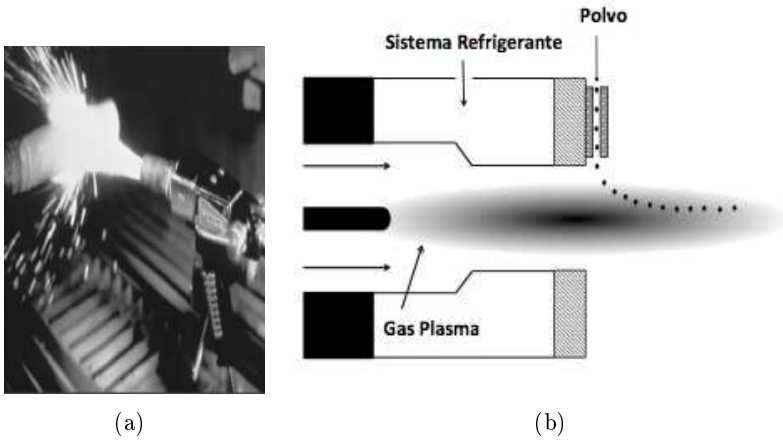 Polvo
Sistema Refrigerante
Gas Plasma
(a)
(b)